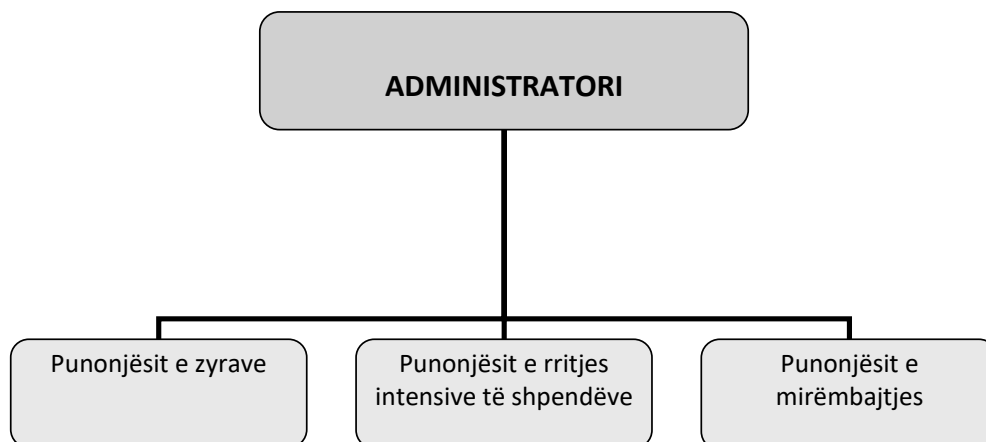 ADMINISTRATORI
Punonjësit e zyrave
Punonjësit e rritjes
intensive të shpendëve
Punonjësit e
mirëmbajtjes